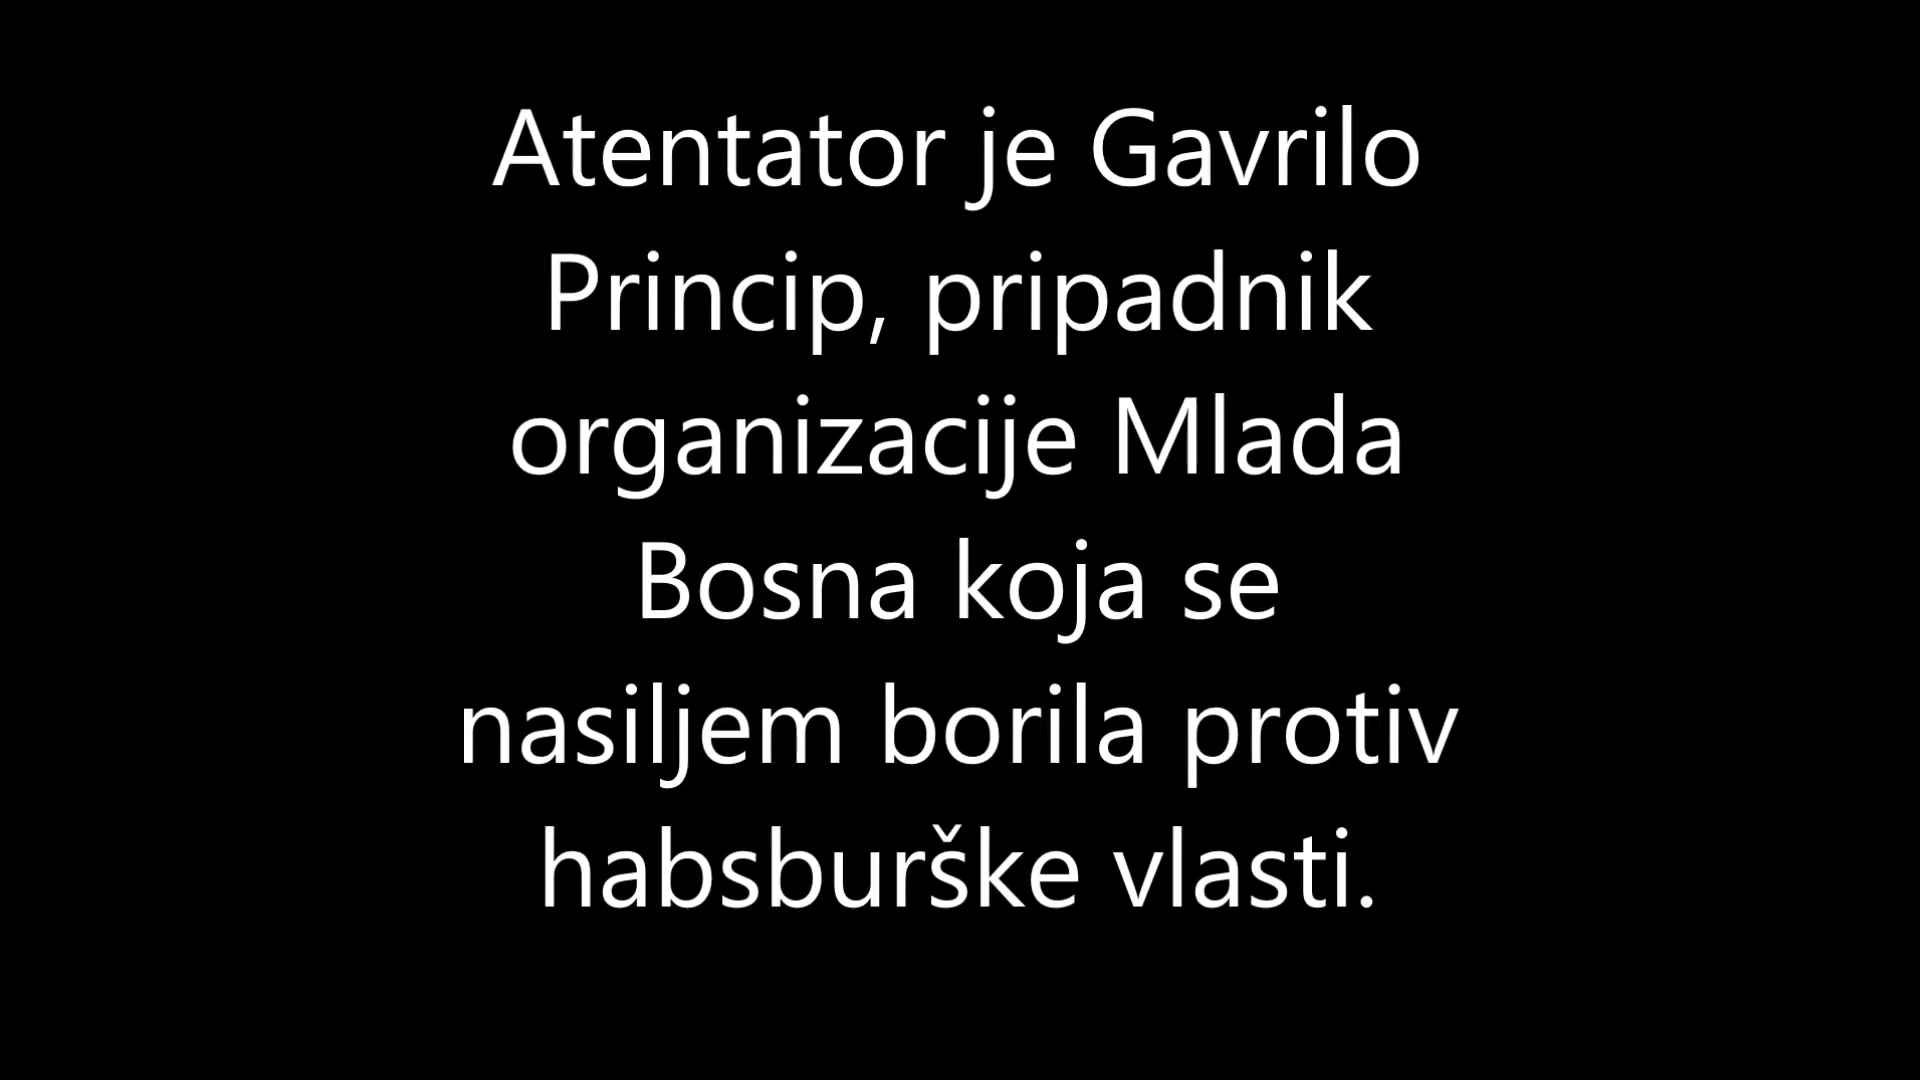 Atentator je Gavrilo
Princip, pripadnik
organizacije Mlada
Bosna koja se
nasiljem borila protiv
habsburške vlasti.